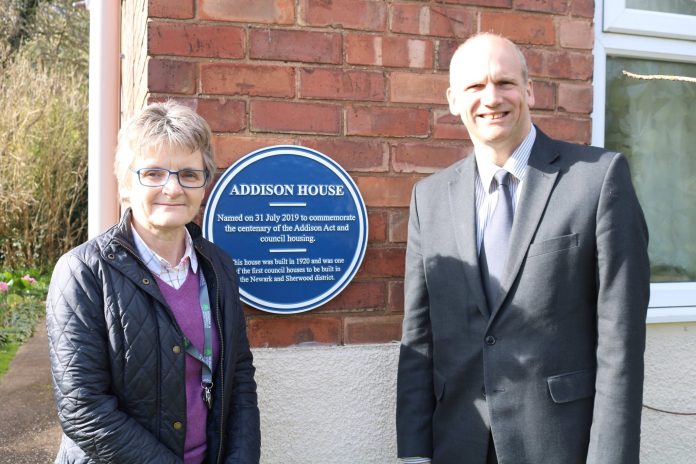 ADDISON HOUSE
Named on 31 July 2019 to commemorate
the centenary of the Addison Act and
council housing.
This house was built in 1920 and was one
of the first council houses to be built in
the Newark and Sherwood district.